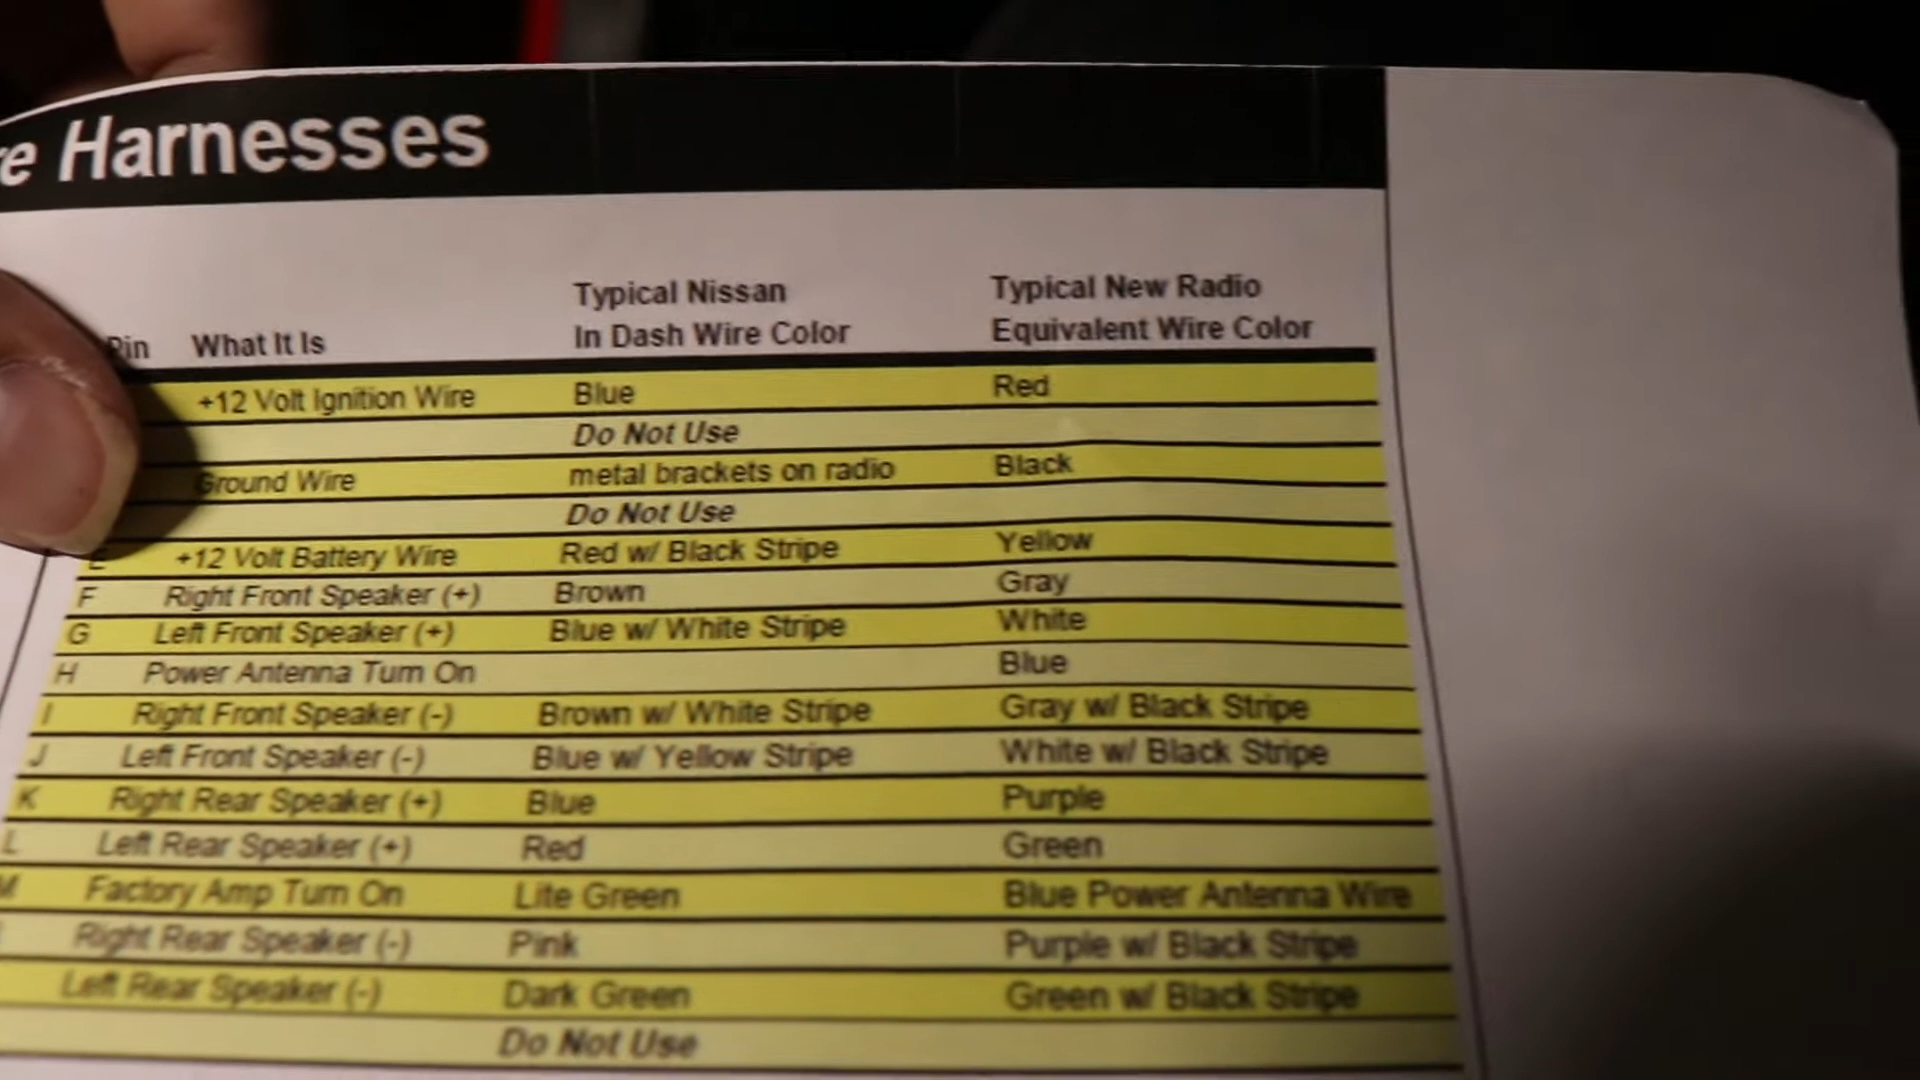 re Harnesses
Typical Nissan Typical New Radio
Pin What It Is In Dash Wire Color Equivalent Wire Color
+12 Volt Ignition Wire Blue Red
Do Not Use
Ground Wire metal brackets on radio Black
Do Not Use
E +12 Volt Battery Wire Red w/ Black Stripe Yellow
F Right Front Speaker (+) Brown Gray
G Left Front Speaker (+) Blue w/ White Stripe White
H Power Antenna Turn On Blue
I Right Front Speaker (-) Brown w/ White Stripe Gray w/ Black Stripe
J Left Front Speaker (-) Blue w/ Yellow Stripe White w/ Black Stripe
K Right Rear Speaker (+) Blue Purple
L Left Rear Speaker (+) Red Green
M Factory Amp Turn On Lite Green Blue Power Antenna Wire
Right Rear Speaker (-) Pink Purple w/ Black Stripe
Left Rear Speaker (-) Dark Green Green w/ Black Stripe
Do Not Use